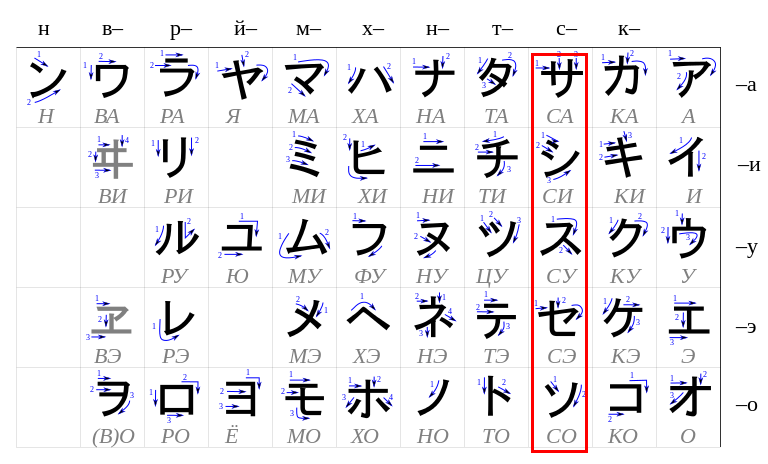 н в– р– й– м– х– н– т– с– к–
ン ワ ラ ヤ マ ハ ナ タ サ カ ア –а
Н ВА РА Я МА ХА НА ТА СА КА А
ヰ リ ミ ヒ ニ チ シ キ イ –и
ВИ РИ МИ ХИ НИ ТИ СИ КИ И
ル ユ ム フ ヌ ツ ス ク ウ –у
РУ Ю МУ ФУ НУ ЦУ СУ КУ У
ヱ レ メ ヘ ネ テ セ ケ エ –э
ВЭ РЭ МЭ ХЭ НЭ ТЭ СЭ КЭ Э
ヲ ロ ヨ モ ホ ノ ト ソ コ オ –о
(В)О РО Ё МО ХО НО ТО СО КО О